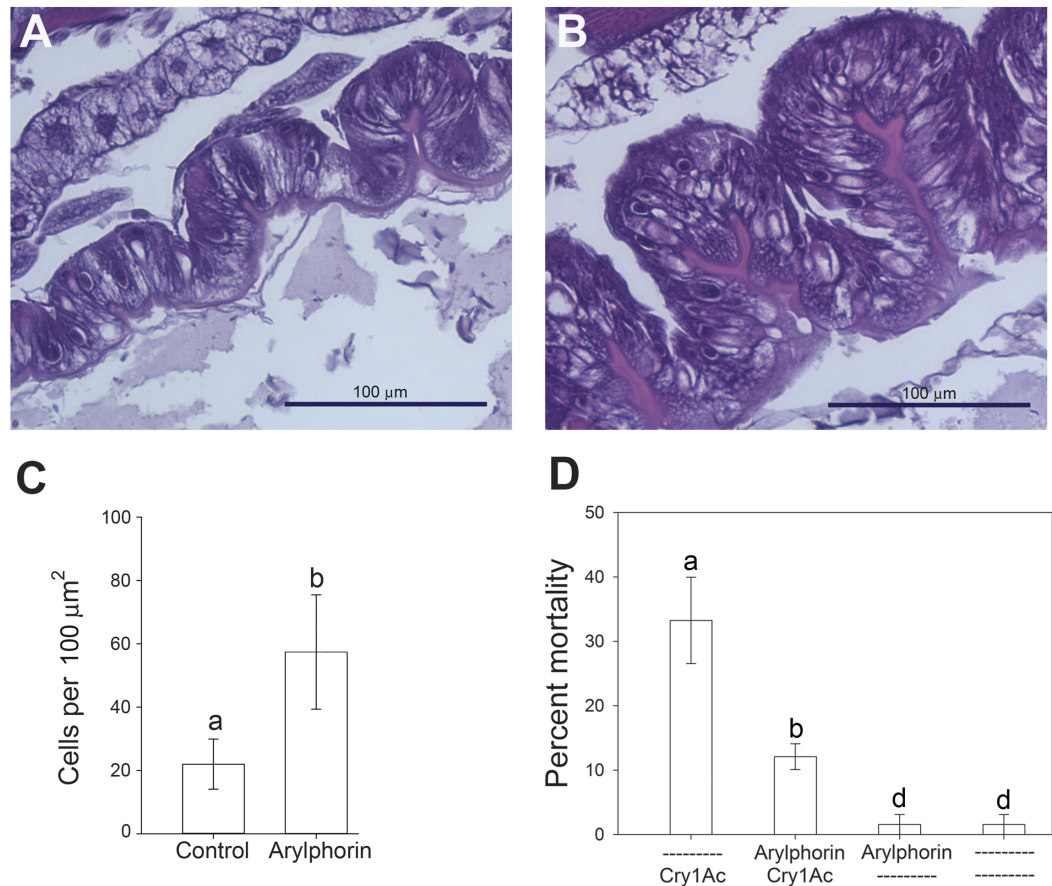 A
B
100 μm
100 μm
C
D
Cells per 100 μm²
100
80
60
40
20
0
a
b
Control
Arylphorin
Percent mortality
50
40
30
20
10
0
a
b
d
d
--------- Arylphorin Arylphorin ---------
Cry1Ac Cry1Ac --------- ---------